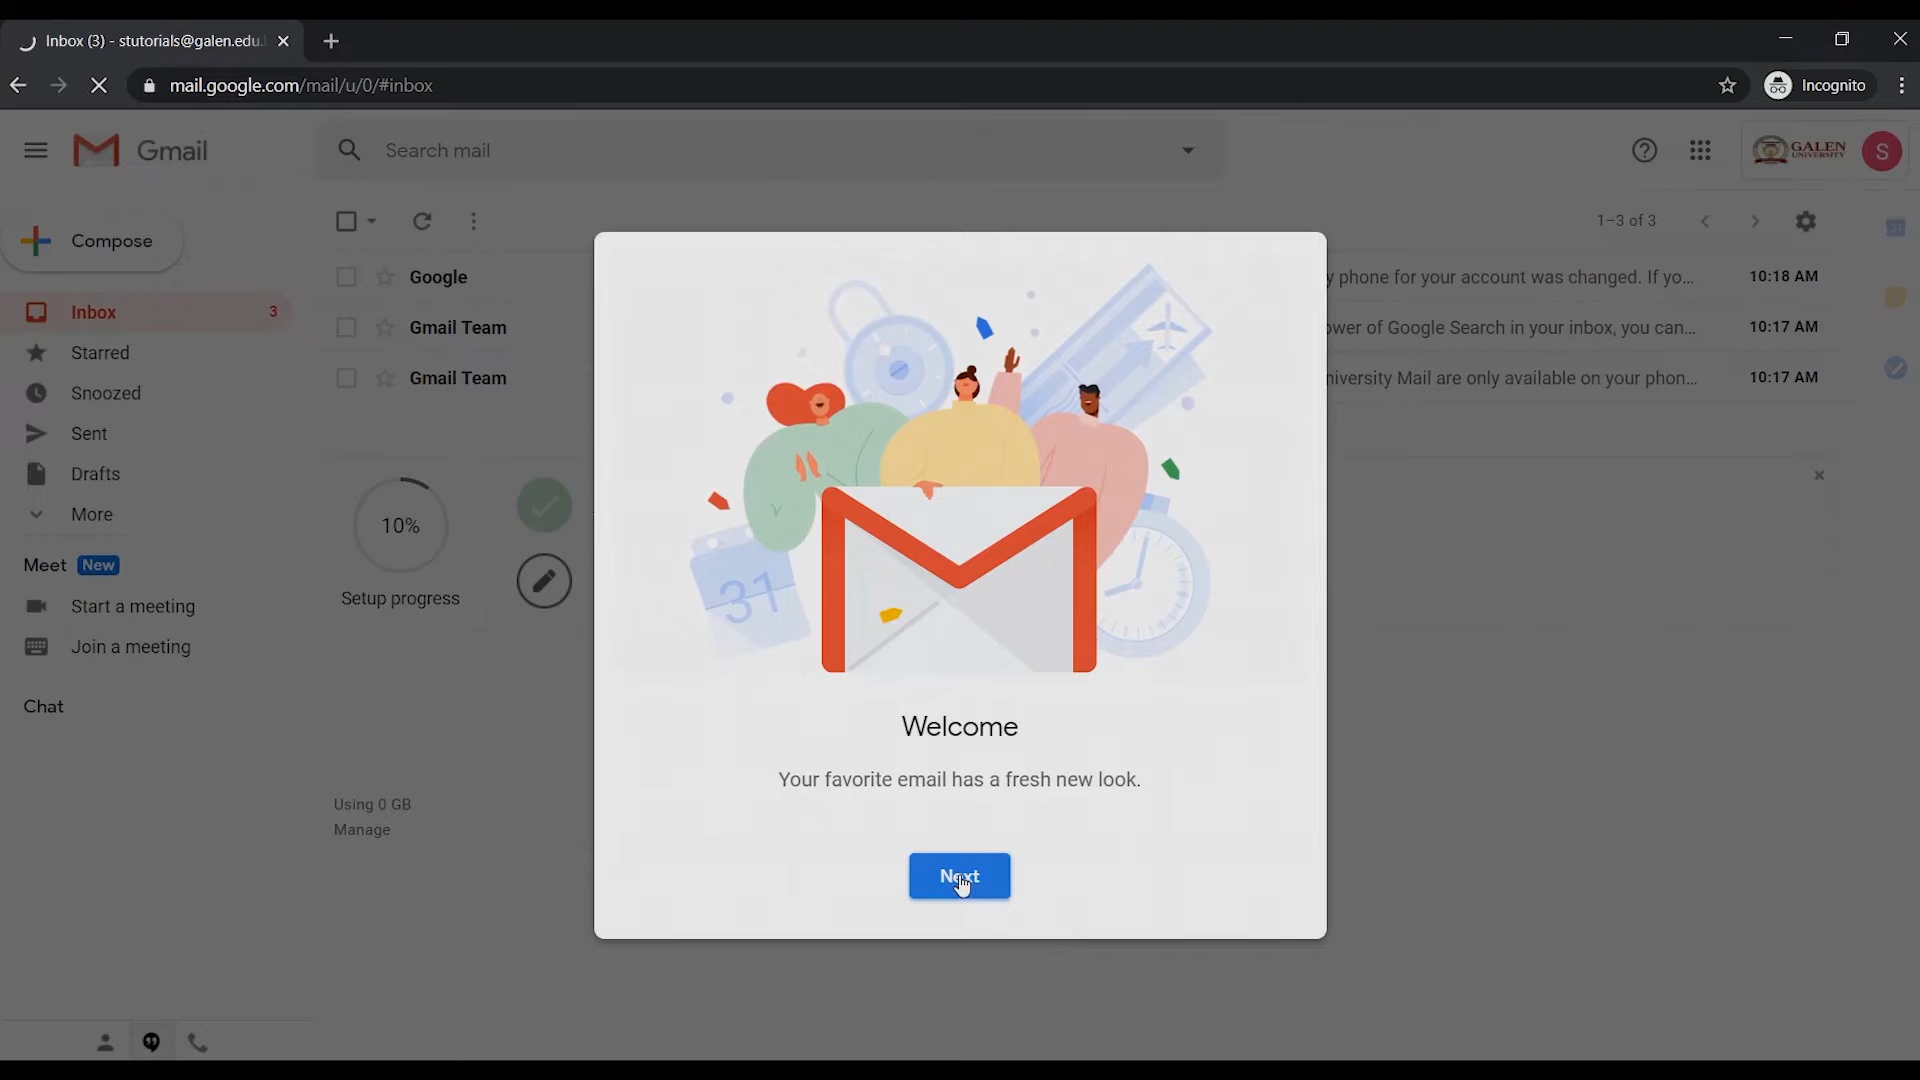 Inbox (3) - stutorials@galen.edu.
mail.google.com/mail/u/0/#inbox
Incognito
Gmail
Search mail
GALEN
UNIVERSITY
S
Compose
1–3 of 3
Google
y phone for your account was changed. If yo...
10:18 AM
Inbox
3
Gmail Team
ower of Google Search in your inbox, you can...
10:17 AM
Starred
Gmail Team
niversity Mail are only available on your phon...
10:17 AM
Snoozed
Sent
Drafts
More
10%
Setup progress
Meet New
Start a meeting
Join a meeting
Chat
31
31
Welcome
Your favorite email has a fresh new look.
Next
Using 0 GB
Manage